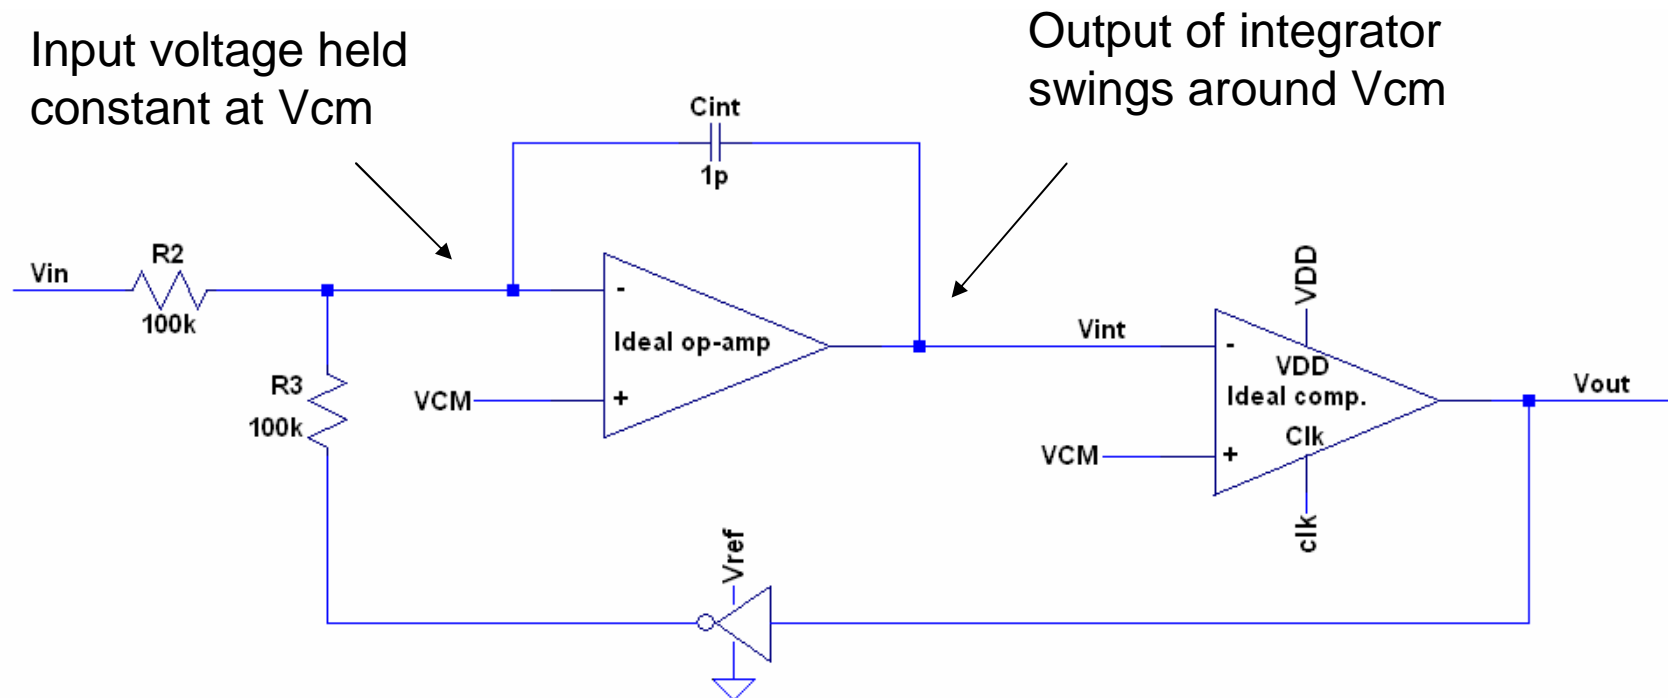 Input voltage held
constant at Vcm
Output of integrator
swings around Vcm
Cint
1p
Vin
R2
100k
R3
100k
-
Ideal op-amp
VCM
+
Vint
VDD
-
VDD
Ideal comp.
Clk
VCM
+
clk
Vout
Vref